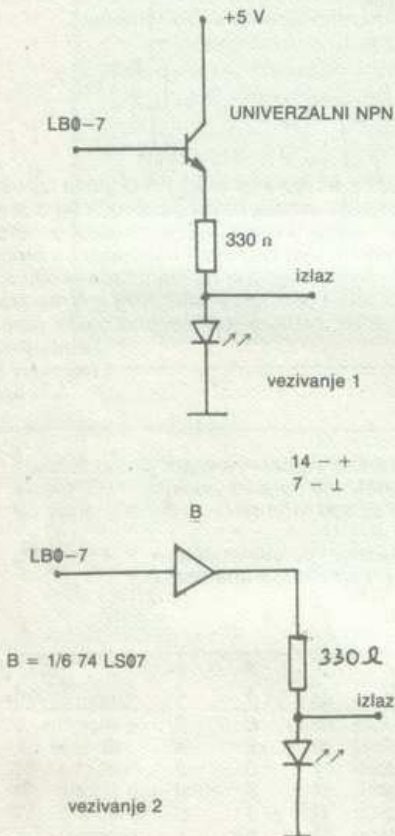 +5 V
UNIVERZALNI NPN
LB0–7
330 n
izlaz
vezivanje 1
14 – +
7 – ⊥
B
LB0–7
330 Ω
B = 1/6 74 LS07
izlaz
vezivanje 2